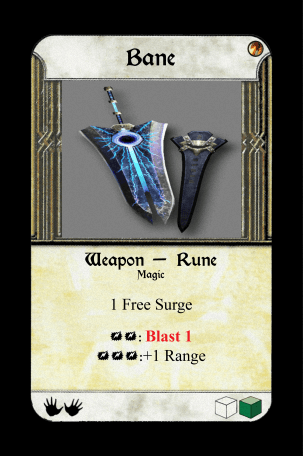 Bane
Weapon — Rune
Magic
1 Free Surge
: Blast 1
:+1 Range